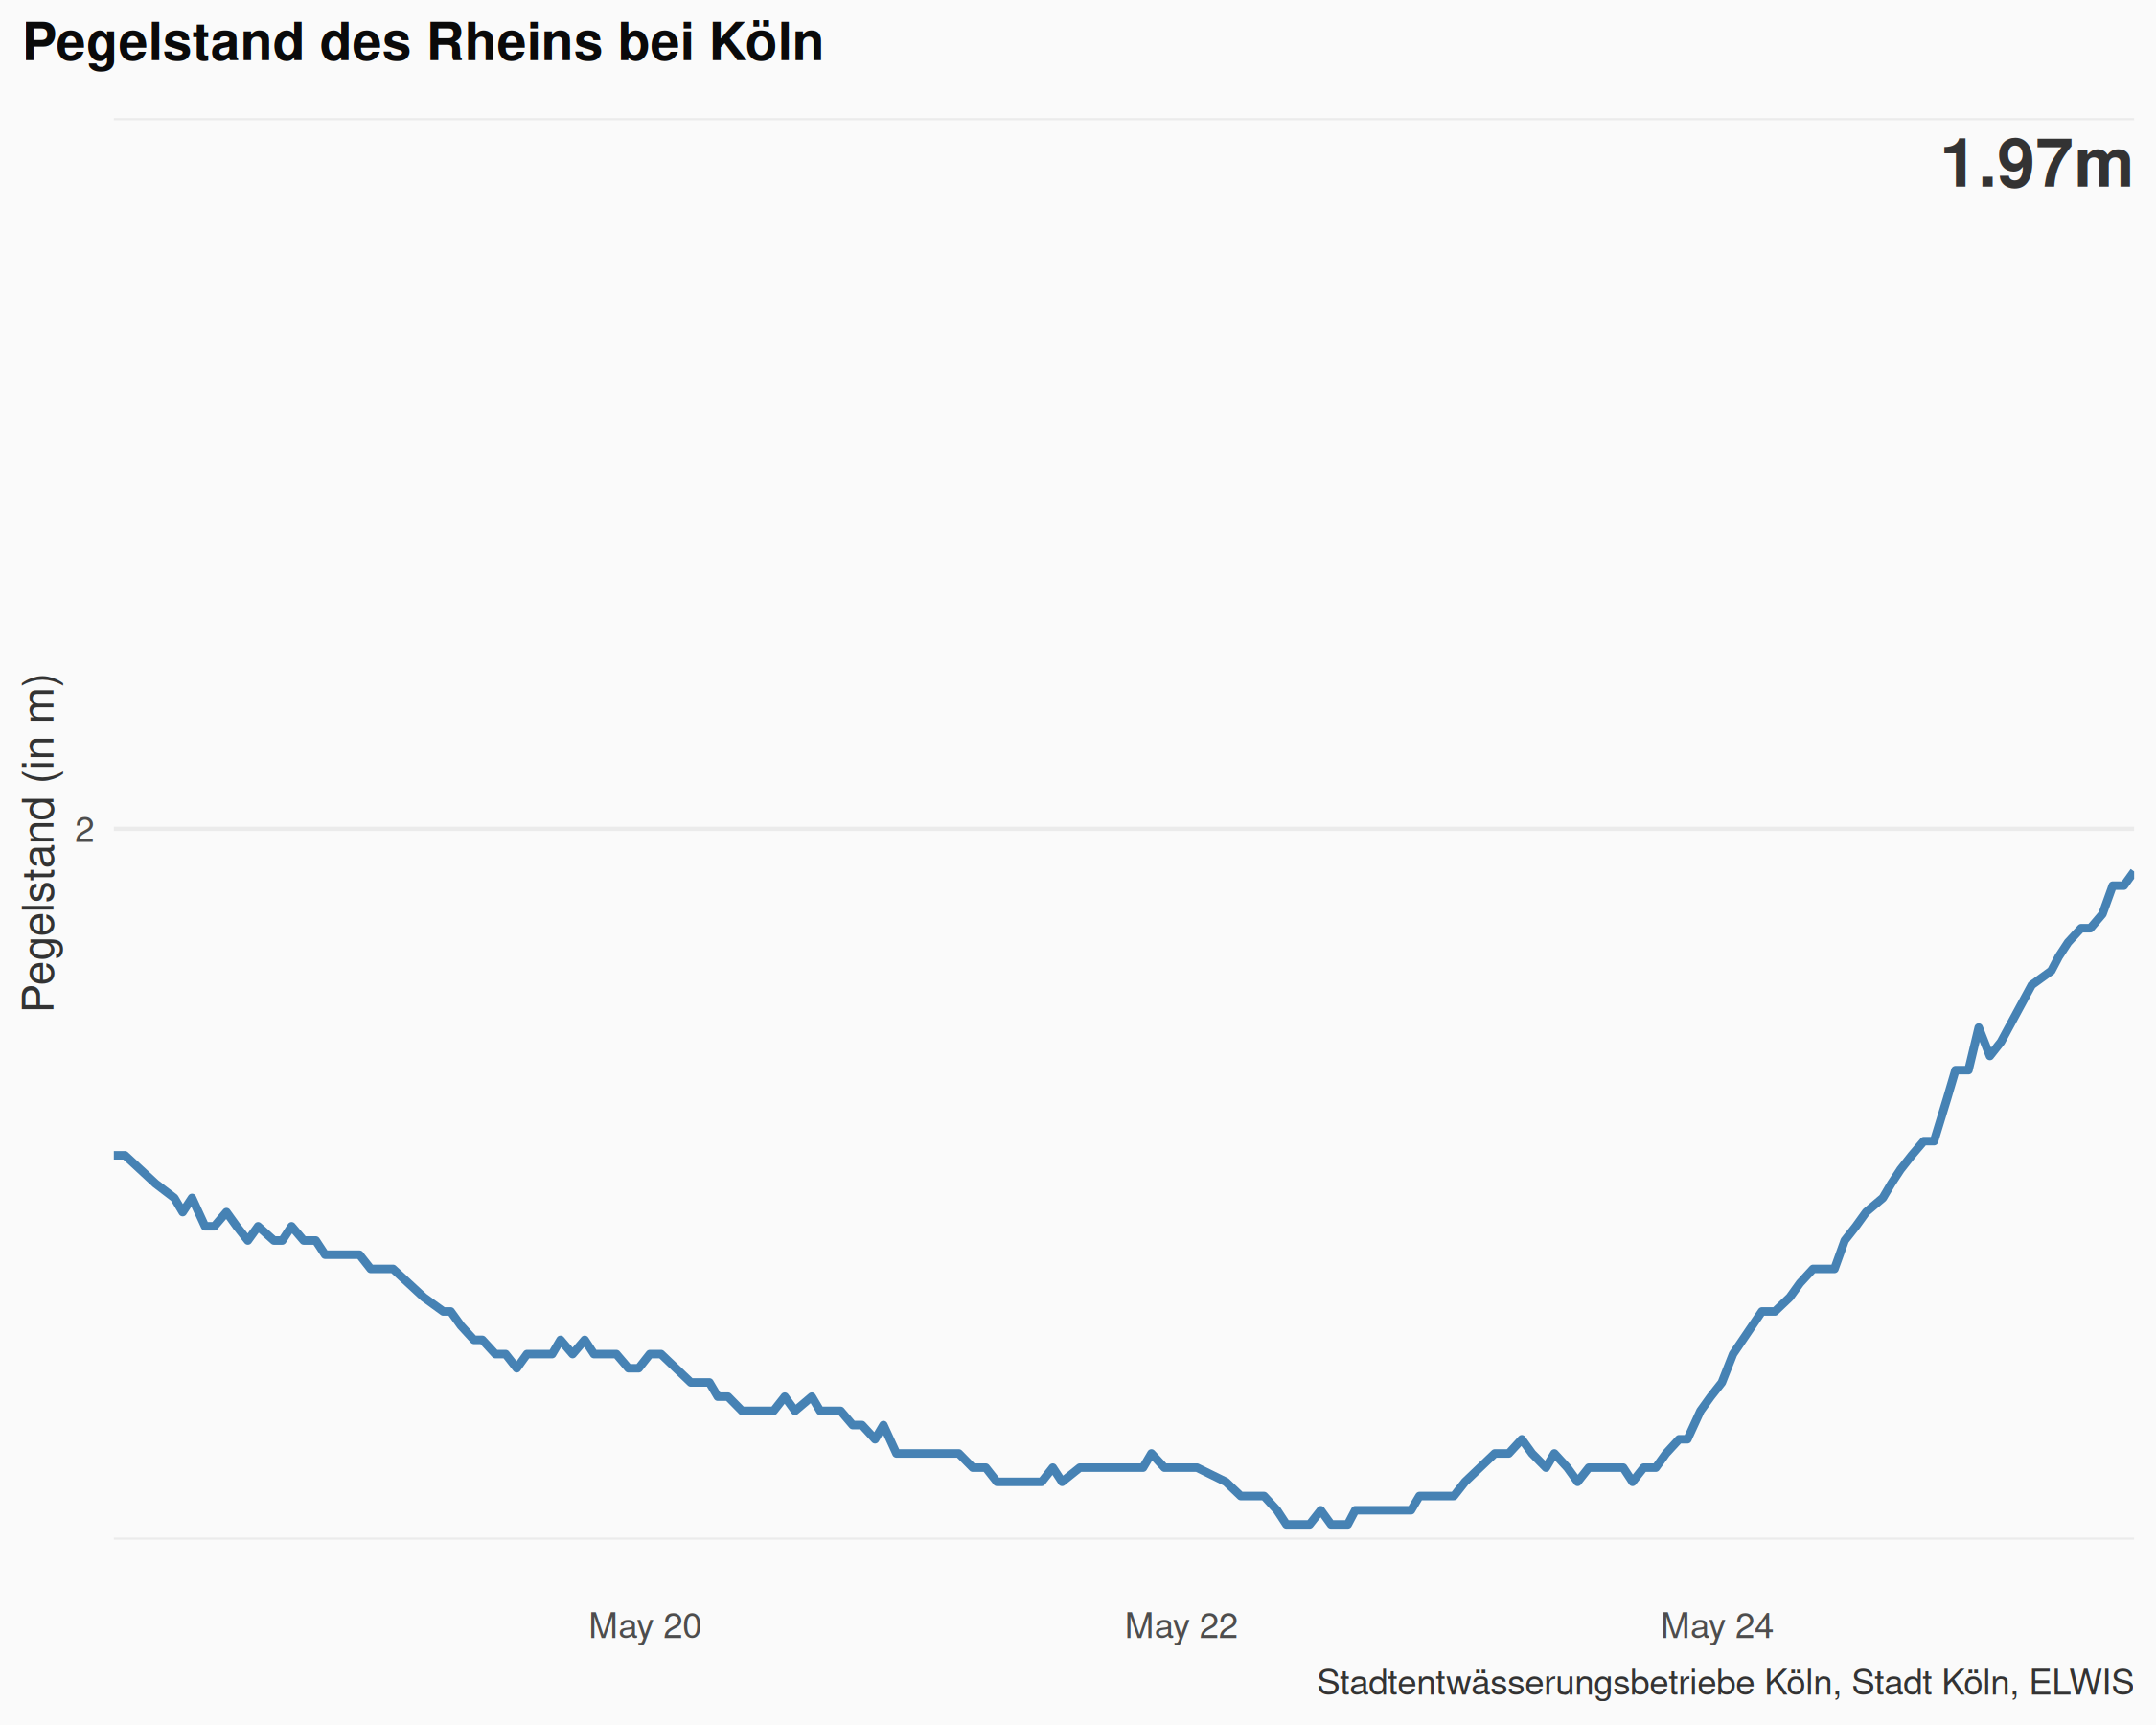 Pegelstand des Rheins bei Köln
1.97m
Pegelstand (in m)
2
May 20
May 22
May 24
Stadtentwässerungsbetriebe Köln, Stadt Köln, ELWIS